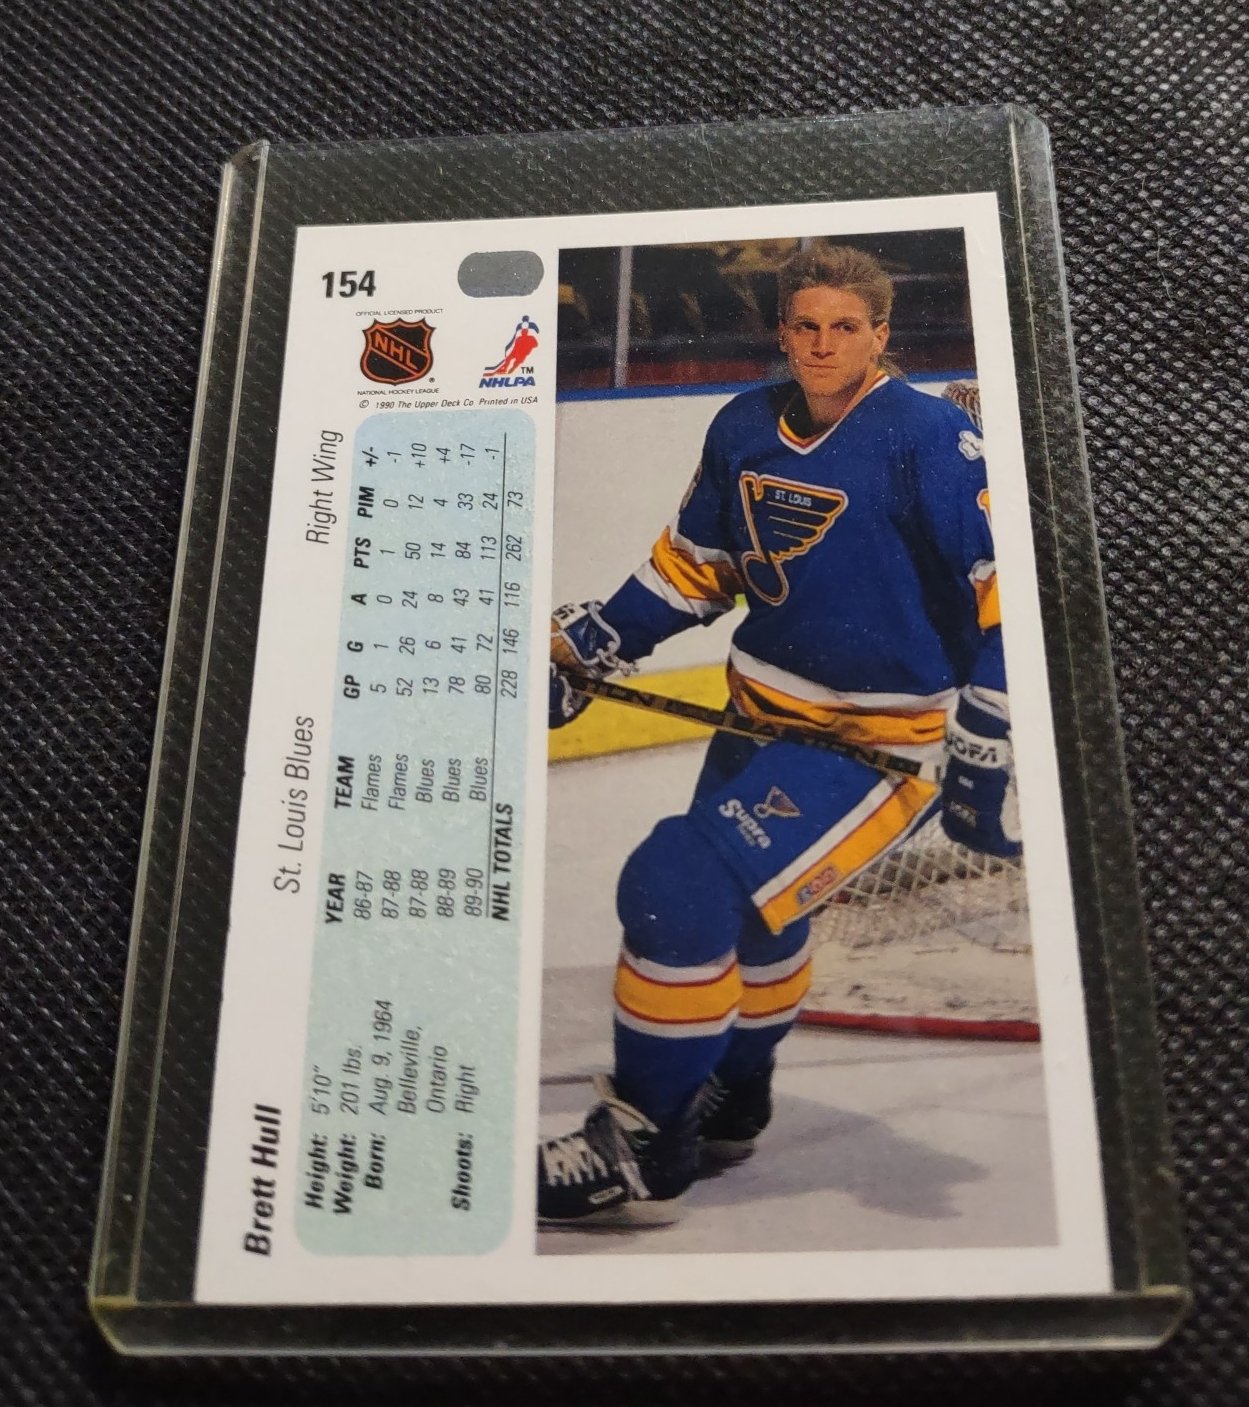 154
OFFICIAL LICENSED PRODUCT
NHL
®
NATIONAL HOCKEY LEAGUE
TM
NHLPA
© 1990 The Upper Deck Co. Printed in USA
Brett Hull St. Louis Blues Right Wing
Height: 5'10"
Weight: 201 lbs.
Born: Aug. 9, 1964
Belleville,
Ontario
Shoots: Right
YEAR TEAM GP G A PTS PIM +/-
86-87 Flames 5 1 0 1 0 -1
87-88 Flames 52 26 24 50 12 +10
87-88 Blues 13 6 8 14 4 +4
88-89 Blues 78 41 43 84 33 -17
89-90 Blues 80 72 41 113 24 -1
NHL TOTALS 228 146 116 262 73
ST. LOUIS
JOFA
Supra